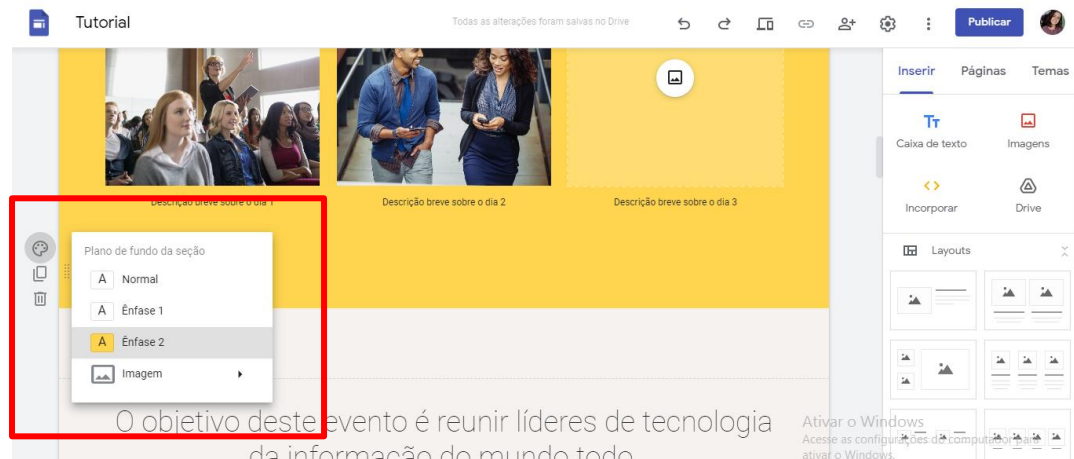 Tutorial
Todas as alterações foram salvas no Drive
Publicar
Inserir Páginas Temas
Tт
Caixa de texto Imagens
Incorporar Drive
Layouts
Descrição breve sobre o dia 1
Descrição breve sobre o dia 2
Descrição breve sobre o dia 3
Plano de fundo da seção
A Normal
A Ênfase 1
A Ênfase 2
Imagem
O objetivo deste evento é reunir líderes de tecnologia
da informação do mundo todo
Ativar o Windows
Acesse as configurações do computador para
ativar o Windows.